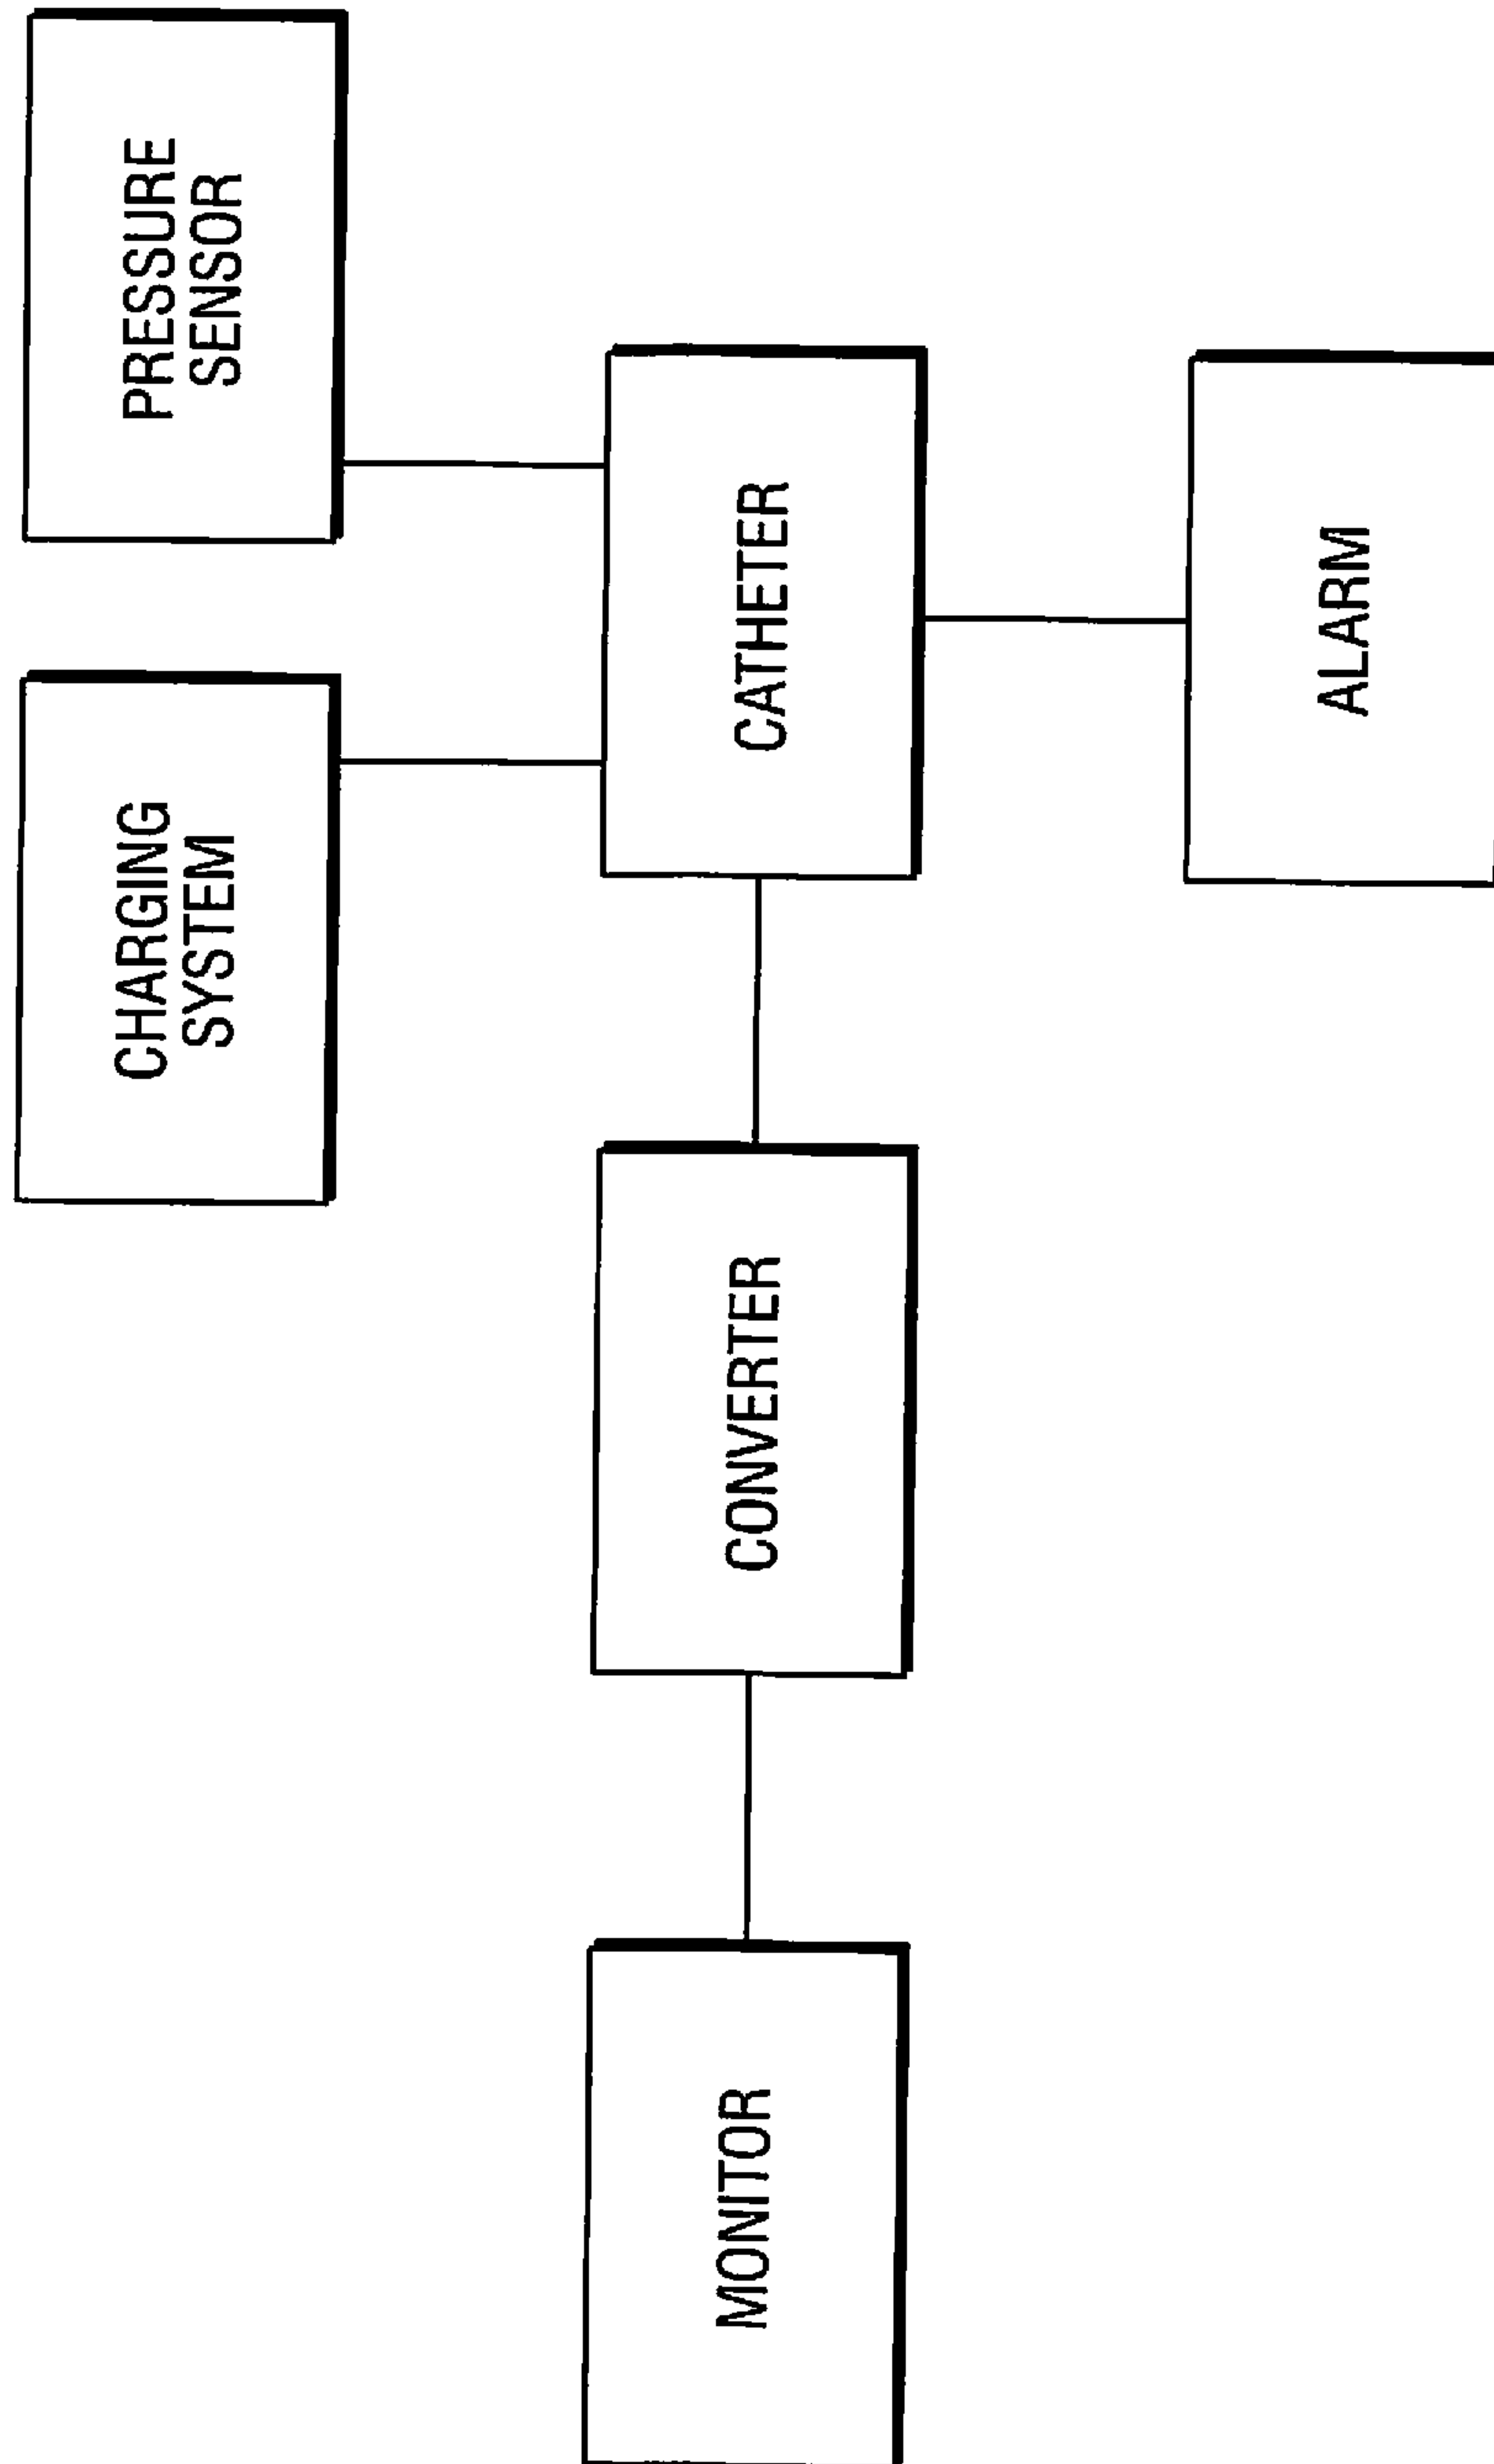 CHARGING
SYSTEM
PRESSURE
SENSOR
MONITOR
CONVERTER
CATHETER
ALARM